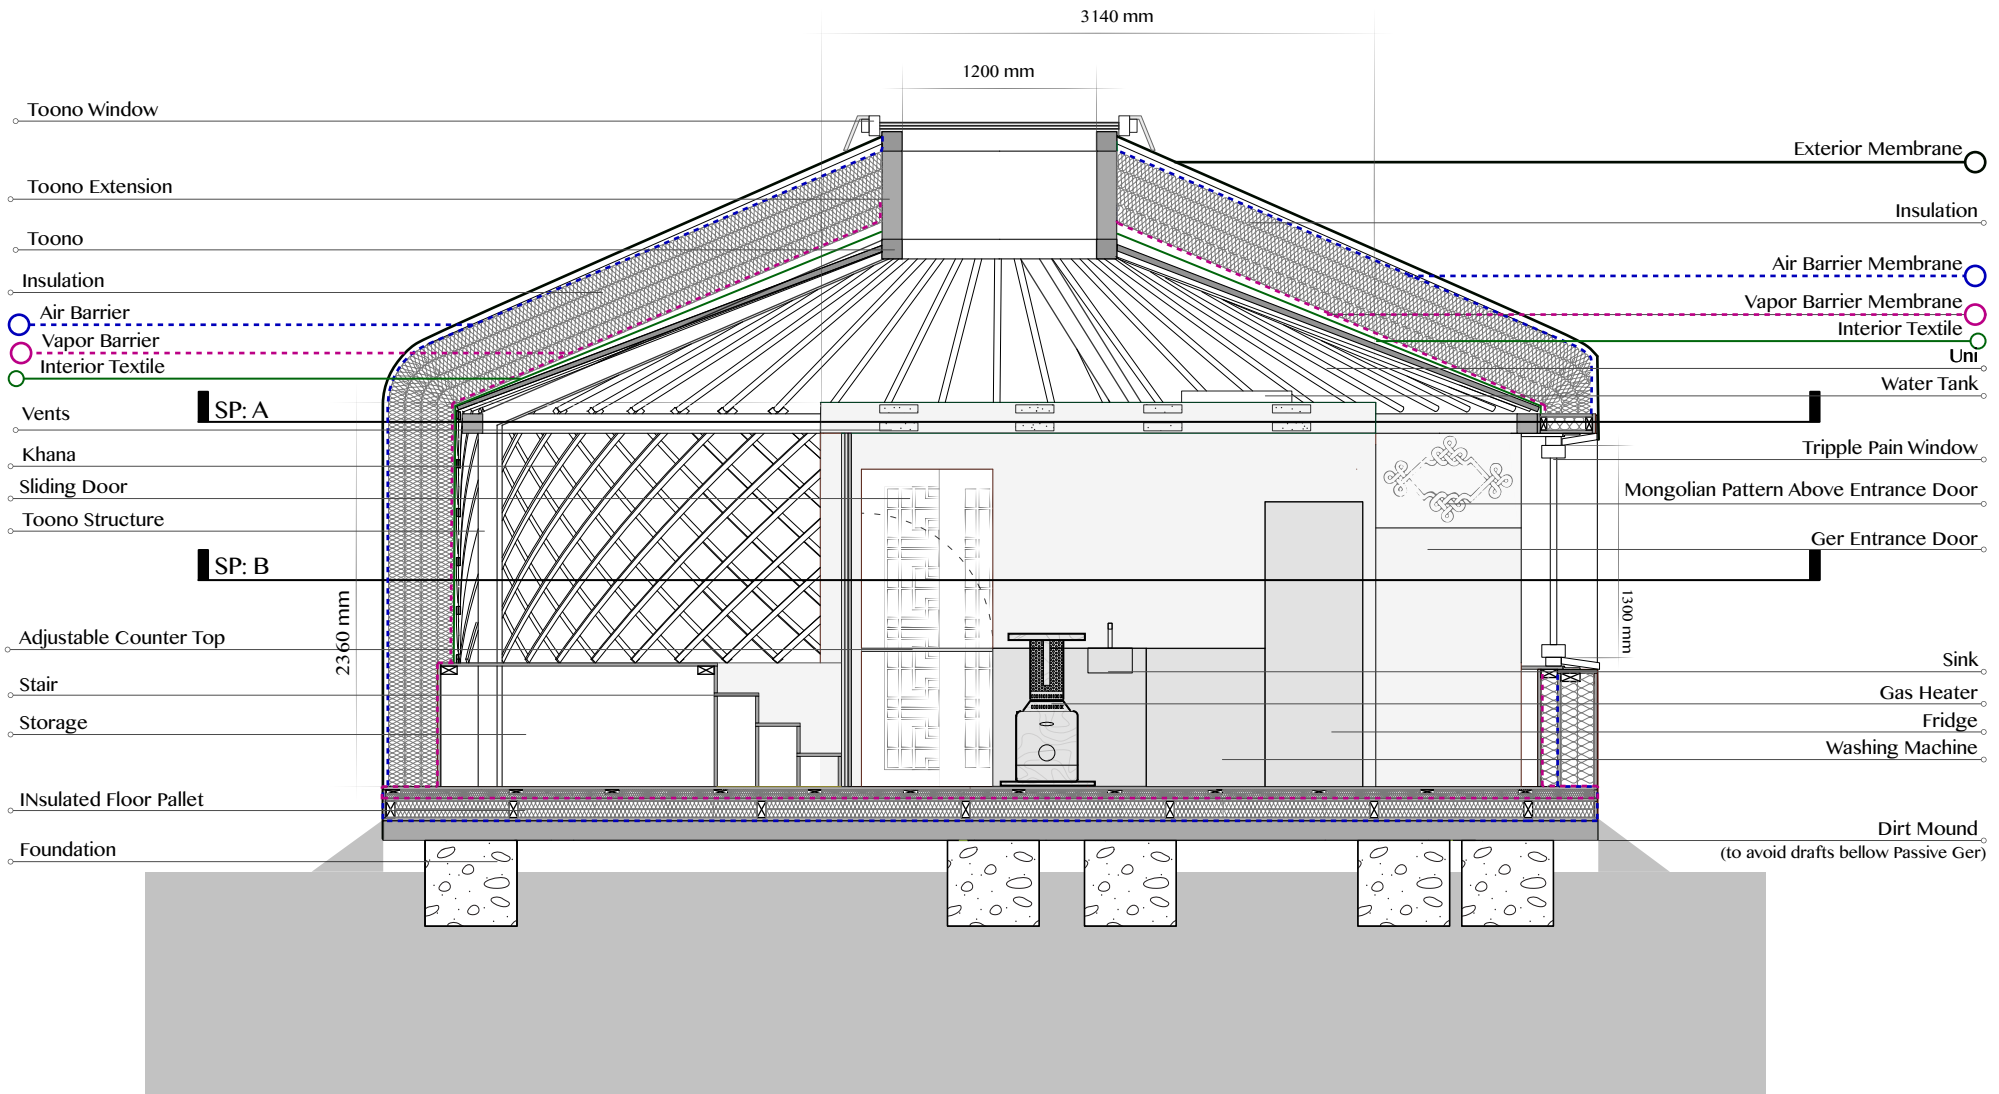 3140 mm
1200 mm
Toono Window
Toono Extension
Toono
Insulation
Air Barrier
Vapor Barrier
Interior Textile
SP: A
Vents
Khana
Sliding Door
Toono Structure
SP: B
2360 mm
Adjustable Counter Top
Stair
Storage
INsulated Floor Pallet
Foundation
Exterior Membrane
Insulation
Air Barrier Membrane
Vapor Barrier Membrane
Interior Textile
Uni
Water Tank
Tripple Pain Window
Mongolian Pattern Above Entrance Door
Ger Entrance Door
1300 mm
Sink
Gas Heater
Fridge
Washing Machine
Dirt Mound
(to avoid drafts bellow Passive Ger)